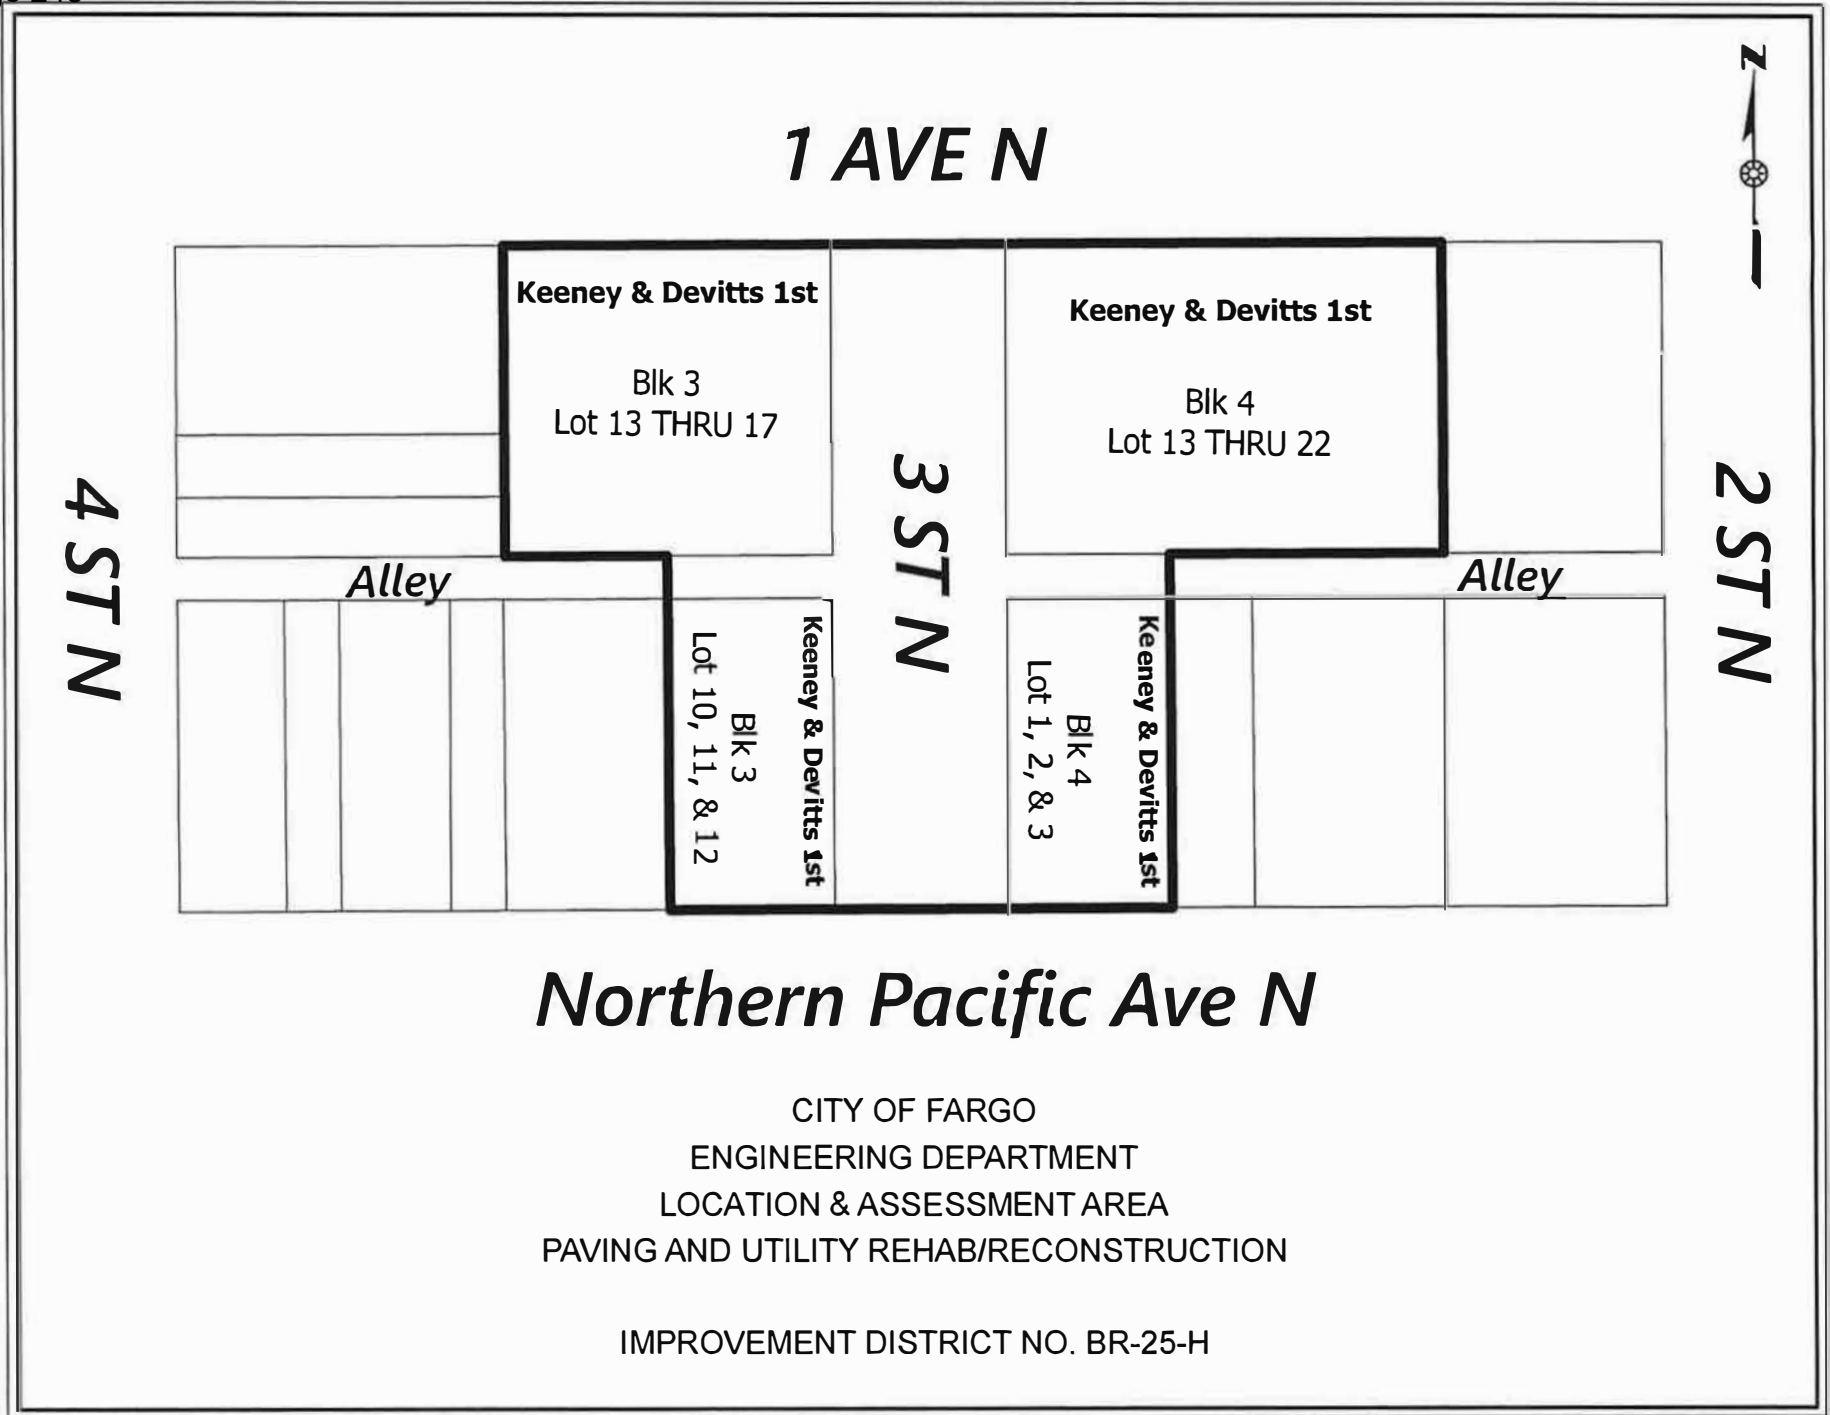 1 AVE N
Keeney & Devitts 1st
Blk 3
Lot 13 THRU 17
Keeney & Devitts 1st
Blk 4
Lot 13 THRU 22
4 ST N
3 ST N
2 ST N
Alley
Alley
Keeney & Devitts 1st
Blk 3
Lot 10, 11, & 12
Keeney & Devitts 1st
Blk 4
Lot 1, 2, & 3
Northern Pacific Ave N
CITY OF FARGO
ENGINEERING DEPARTMENT
LOCATION & ASSESSMENT AREA
PAVING AND UTILITY REHAB/RECONSTRUCTION
IMPROVEMENT DISTRICT NO. BR-25-H
N